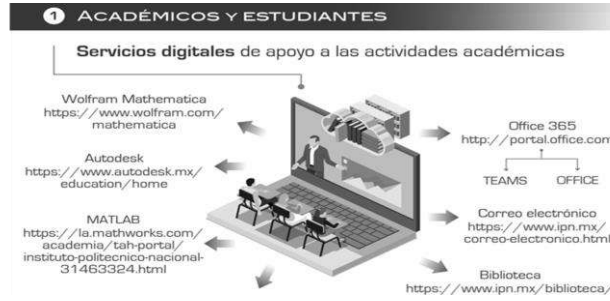 1 ACADÉMICOS Y ESTUDIANTES
Servicios digitales de apoyo a las actividades académicas
Wolfram Mathematica
https://www.wolfram.com/
mathematica
Autodesk
https://www.autodesk.mx/
education/home
MATLAB
https://la.mathworks.com/
academia/tah-portal/
instituto-politecnico-nacional-
31463324.html
Office 365
http://portal.office.com
TEAMS OFFICE
Correo electrónico
https://www.ipn.mx/
correo-electronico.html
Biblioteca
https://www.ipn.mx/biblioteca/